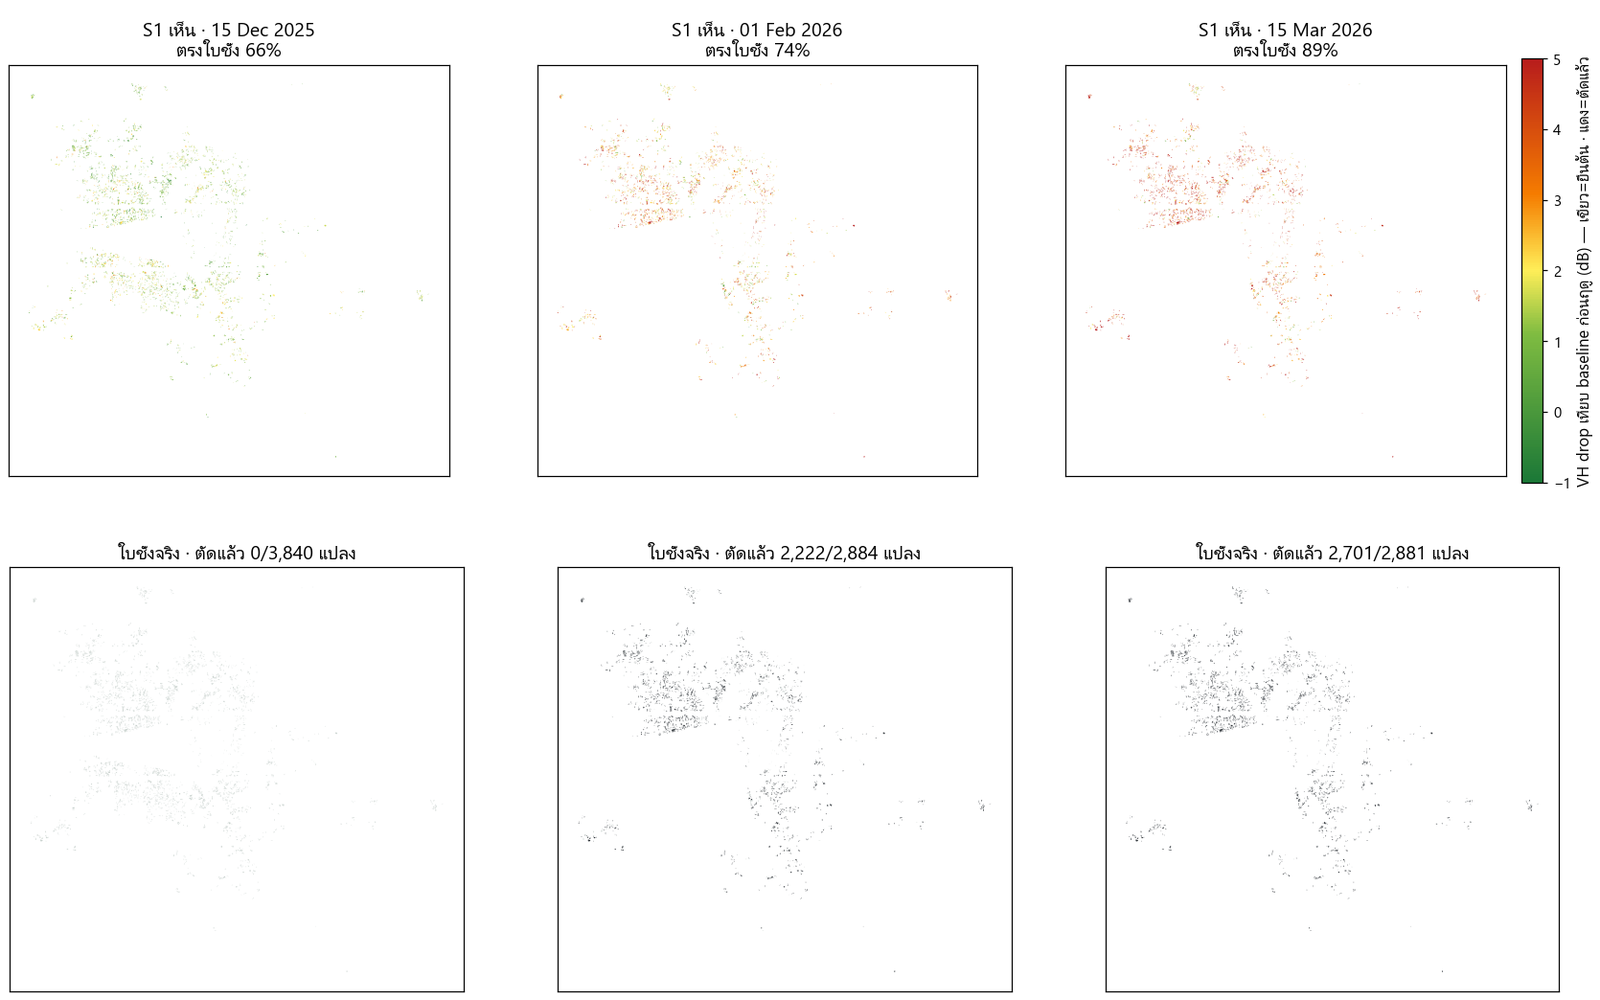 S1 เห็น · 15 Dec 2025
ตรงใบชั่ง 66%
S1 เห็น · 01 Feb 2026
ตรงใบชั่ง 74%
S1 เห็น · 15 Mar 2026
ตรงใบชั่ง 89%
5
4
3
2
1
0
−1
VH drop เทียบ baseline ก่อนฤดู (dB) — เขียว=ยืนต้น · แดง=ตัดแล้ว
ใบชั่งจริง · ตัดแล้ว 0/3,840 แปลง
ใบชั่งจริง · ตัดแล้ว 2,222/2,884 แปลง
ใบชั่งจริง · ตัดแล้ว 2,701/2,881 แปลง